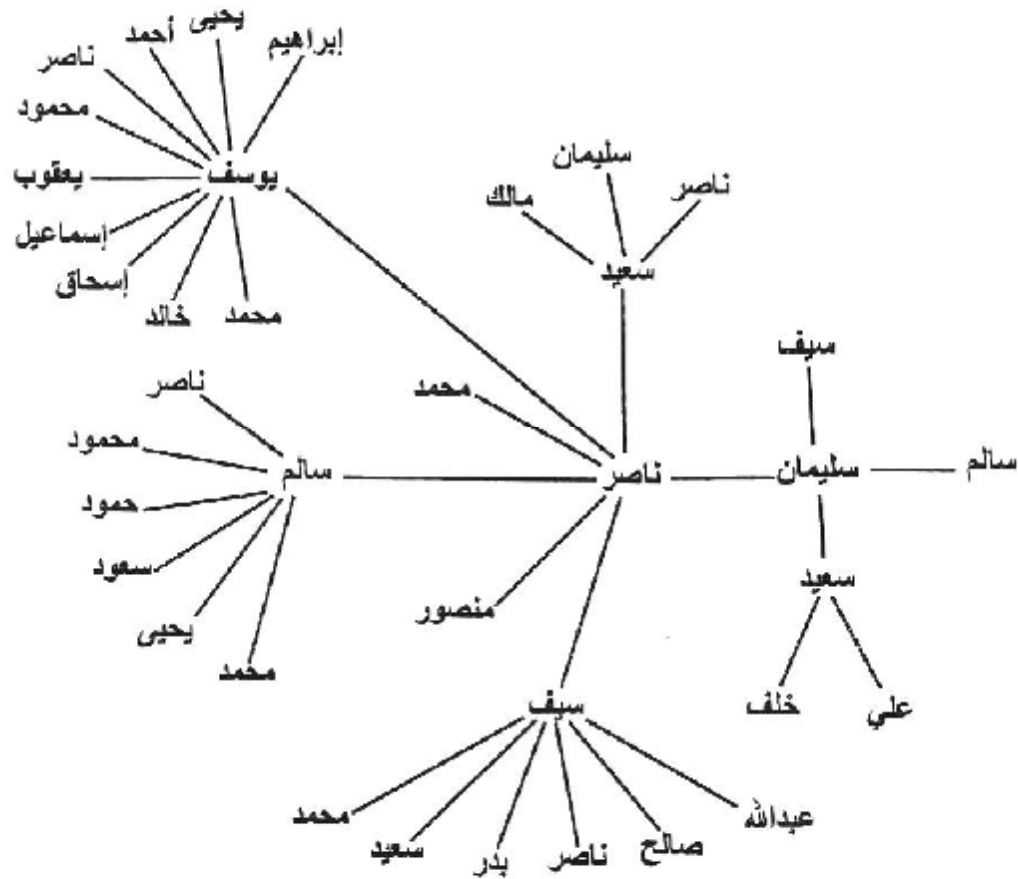 يحيى
إبراهيم
أحمد
ناصر
محمود
يوسف
يعقوب
إسماعيل
إسحاق
خالد
محمد
سليمان
ناصر
مالك
سعيد
سيف
محمد
ناصر
محمود
سالم
سليمان
ناصر
سالم
حمود
سعود
يحيى
محمد
منصور
سعيد
علي
خلف
سيف
عبدالله
صالح
ناصر
بدر
سعيد
محمد